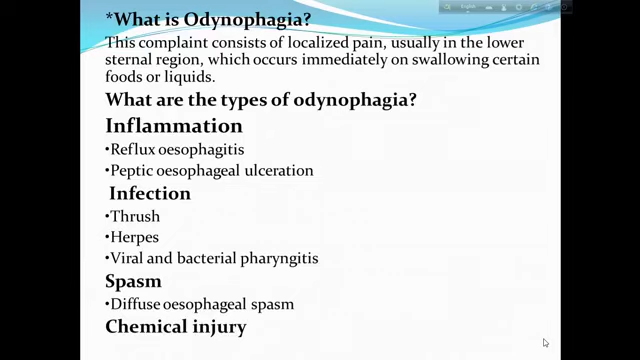 *What is Odynophagia?
This complaint consists of localized pain, usually in the lower
sternal region, which occurs immediately on swallowing certain
foods or liquids.
What are the types of odynophagia?
Inflammation
•Reflux oesophagitis
•Peptic oesophageal ulceration
Infection
•Thrush
•Herpes
•Viral and bacterial pharyngitis
Spasm
•Diffuse oesophageal spasm
Chemical injury